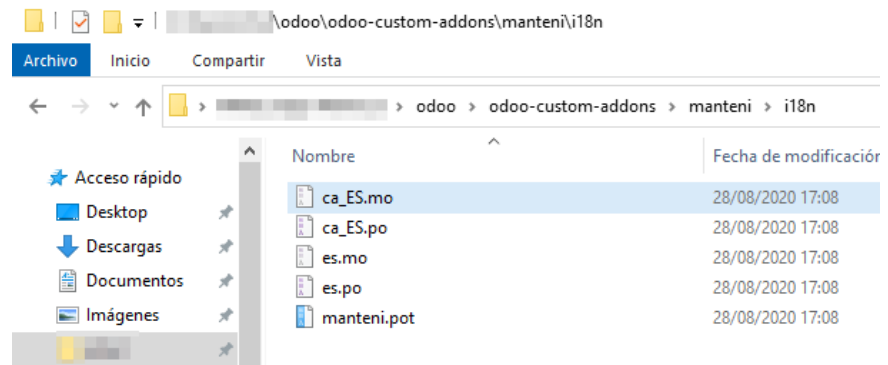 \odoo\odoo-custom-addons\manteni\i18n
Archivo Inicio Compartir Vista
odoo > odoo-custom-addons > manteni > i18n
Nombre Fecha de modificación
Acceso rápido
Desktop
Descargas
Documentos
Imágenes
ca_ES.mo 28/08/2020 17:08
ca_ES.po 28/08/2020 17:08
es.mo 28/08/2020 17:08
es.po 28/08/2020 17:08
manteni.pot 28/08/2020 17:08